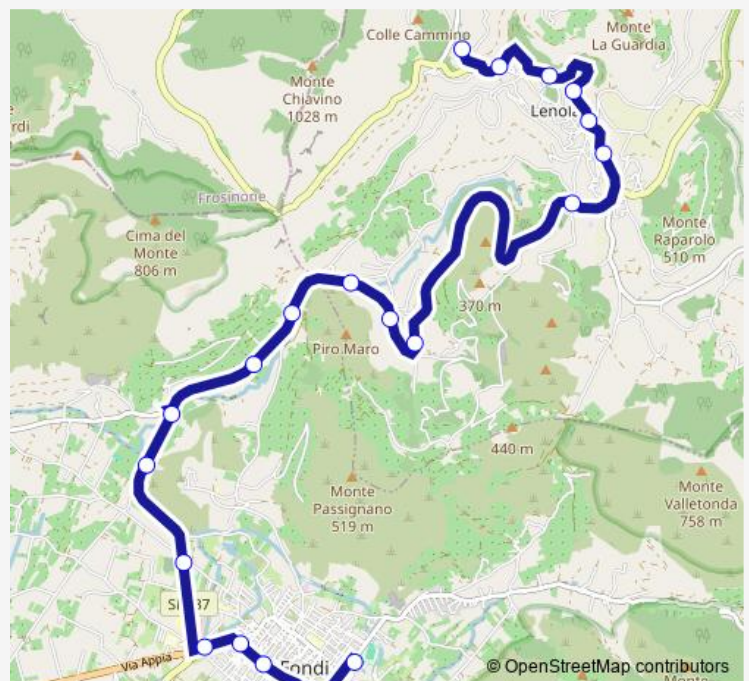 Colle Cammino
Monte
La Guardia
Monte
Chiavino
1028 m
Frosinone
Cima del
Monte
806 m
Monte
Raparolo
510 m
370 m
Piro Maro
440 m
Monte
Passignano
519 m
Monte
Valletonda
758 m
Via Appia
Fondi
© OpenStreetMap contributors